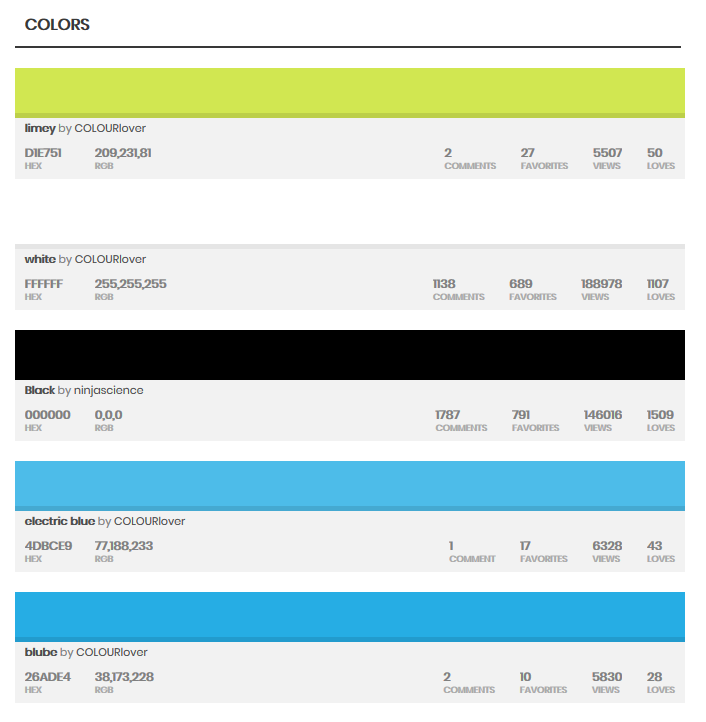 COLORS
limey by COLOURlover
D1E751 209,231,81 2 27 5507 50
HEX RGB COMMENTS FAVORITES VIEWS LOVES
white by COLOURlover
FFFFFF 255,255,255 1138 689 188978 1107
HEX RGB COMMENTS FAVORITES VIEWS LOVES
Black by ninjascience
000000 0,0,0 1787 791 146016 1509
HEX RGB COMMENTS FAVORITES VIEWS LOVES
electric blue by COLOURlover
4DBCE9 77,188,233 1 17 6328 43
HEX RGB COMMENT FAVORITES VIEWS LOVES
blube by COLOURlover
26ADE4 38,173,228 2 10 5830 28
HEX RGB COMMENTS FAVORITES VIEWS LOVES